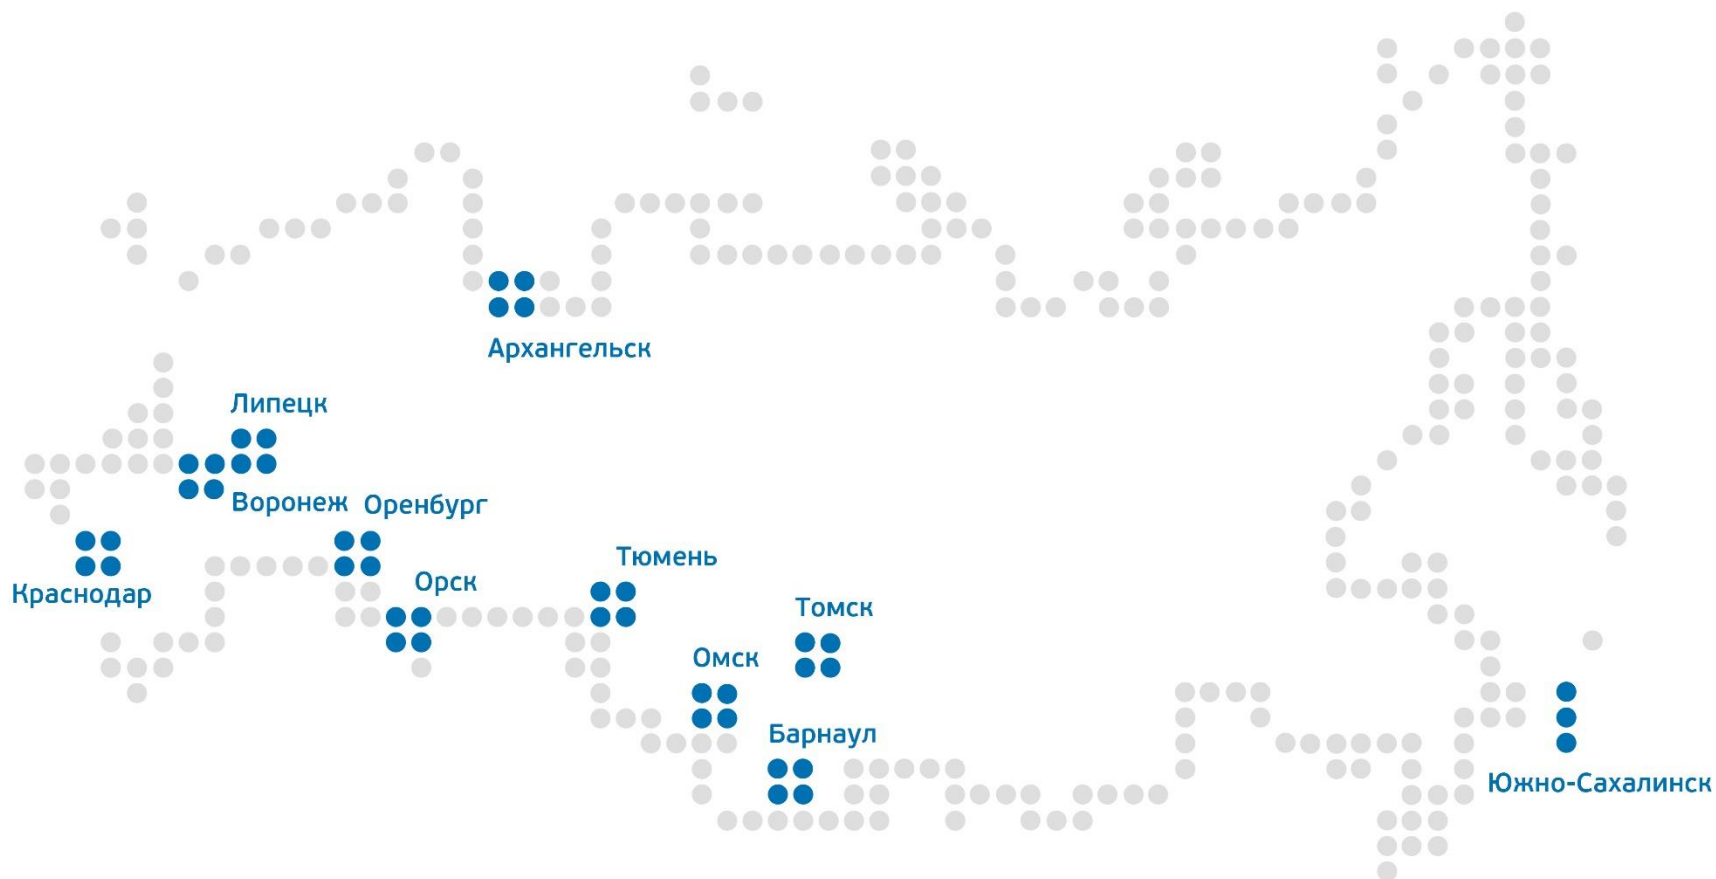 Архангельск
Липецк
Воронеж
Оренбург
Краснодар
Орск
Тюмень
Томск
Омск
Барнаул
Южно-Сахалинск